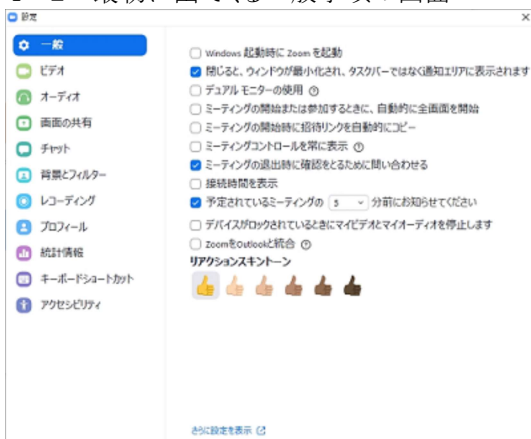 設定
一般
ビデオ
オーディオ
画面の共有
チャット
背景とフィルター
レコーディング
プロフィール
統計情報
キーボードショートカット
アクセシビリティ
Windows 起動時に Zoom を起動
閉じると、ウィンドウが最小化され、タスクバーではなく通知エリアに表示されます
デュアル モニターの使用
ミーティングの開始または参加するときに、自動的に全画面を開始
ミーティングの開始時に招待リンクを自動的にコピー
ミーティングコントロールを常に表示
ミーティングの退出時に確認をとるために問い合わせる
接続時間を表示
予定されているミーティングの 5 分前にお知らせください
デバイスがロックされているときにマイビデオとマイオーディオを停止します
ZoomをOutlookと統合
リアクションスキントーン
さらに設定を表示